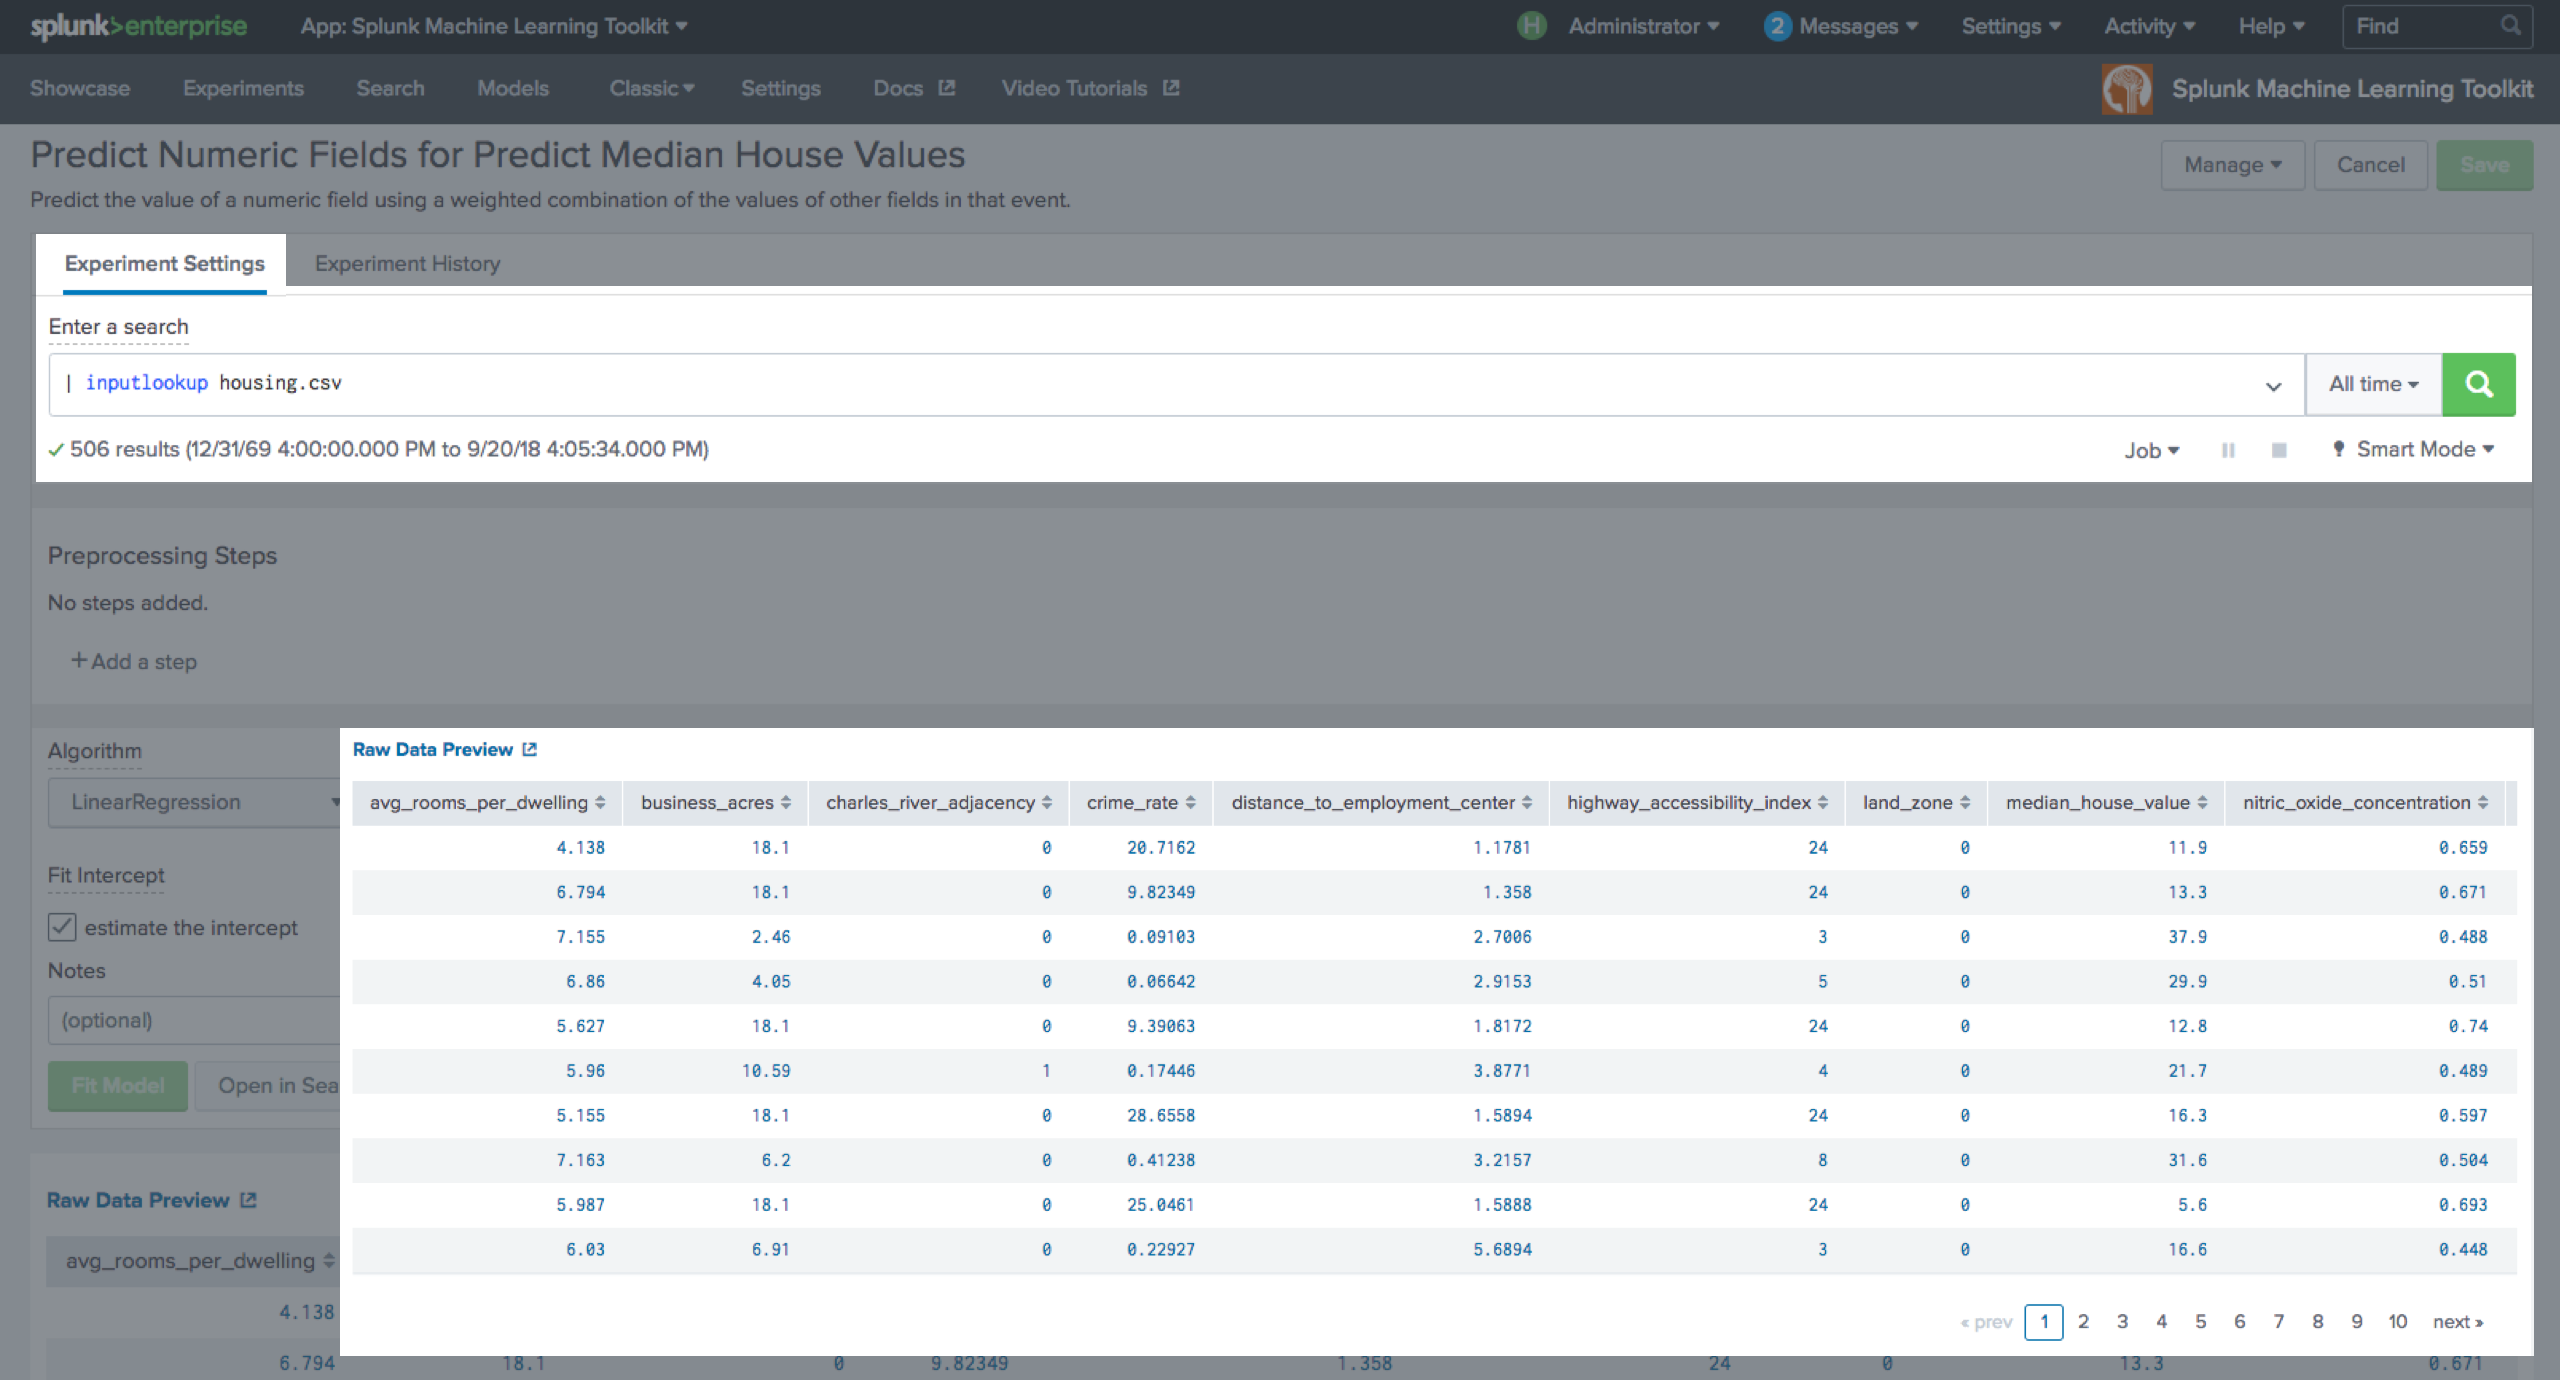 splunk>enterprise App: Splunk Machine Learning Toolkit H Administrator 2 Messages Settings Activity Help Find
Showcase Experiments Search Models Classic Settings Docs Video Tutorials Splunk Machine Learning Toolkit
Predict Numeric Fields for Predict Median House Values Manage Cancel Save
Predict the value of a numeric field using a weighted combination of the values of other fields in that event.
Experiment Settings Experiment History
Enter a search
| inputlookup housing.csv All time
506 results (12/31/69 4:00:00.000 PM to 9/20/18 4:05:34.000 PM) Job Smart Mode
Preprocessing Steps
No steps added.
+ Add a step
Algorithm
LinearRegression
Fit Intercept
estimate the intercept
Notes
(optional)
Fit Model Open in Sea
Raw Data Preview
avg_rooms_per_dwelling business_acres charles_river_adjacency crime_rate distance_to_employment_center highway_accessibility_index land_zone median_house_value nitric_oxide_concentration
4.138 18.1 0 20.7162 1.1781 24 0 11.9 0.659
6.794 18.1 0 9.82349 1.358 24 0 13.3 0.671
7.155 2.46 0 0.09103 2.7006 3 0 37.9 0.488
6.86 4.05 0 0.06642 2.9153 5 0 29.9 0.51
5.627 18.1 0 9.39063 1.8172 24 0 12.8 0.74
5.96 10.59 1 0.17446 3.8771 4 0 21.7 0.489
5.155 18.1 0 28.6558 1.5894 24 0 16.3 0.597
7.163 6.2 0 0.41238 3.2157 8 0 31.6 0.504
5.987 18.1 0 25.0461 1.5888 24 0 5.6 0.693
6.03 6.91 0 0.22927 5.6894 3 0 16.6 0.448
« prev 1 2 3 4 5 6 7 8 9 10 next »
Raw Data Preview
avg_rooms_per_dwelling
4.138
6.794 18.1 0 9.82349 1.358 24 0 13.3 0.671